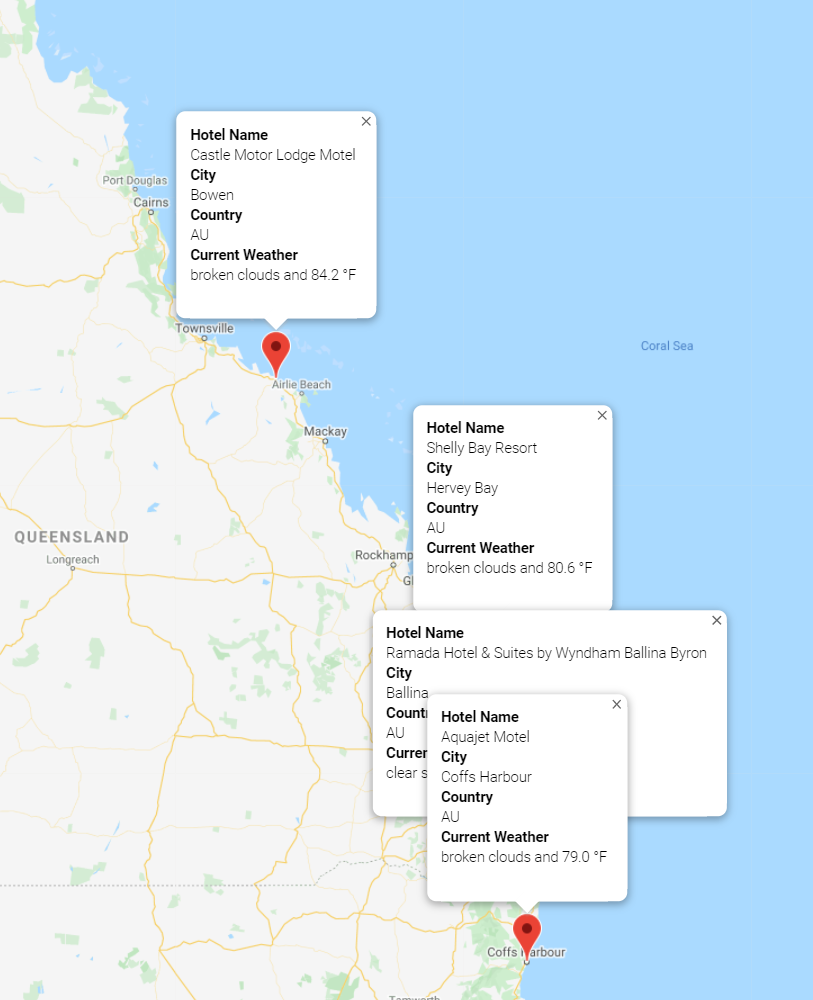 Port Douglas
Cairns
Hotel Name
Castle Motor Lodge Motel
City
Bowen
Country
AU
Current Weather
broken clouds and 84.2 °F
Townsville
Coral Sea
Airlie Beach
Mackay
Hotel Name
Shelly Bay Resort
City
Hervey Bay
Country
AU
Current Weather
broken clouds and 80.6 °F
QUEENSLAND
Longreach
Rockhamp
Hotel Name
Ramada Hotel & Suites by Wyndham Ballina Byron
City
Ballina
Count
AU
Curre
clear s
Hotel Name
Aquajet Motel
City
Coffs Harbour
Country
AU
Current Weather
broken clouds and 79.0 °F
Coffs Harbour